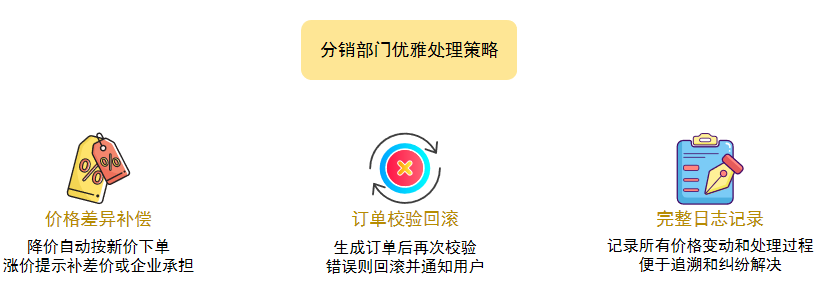 分销部门优雅处理策略
价格差异补偿
降价自动按新价下单
涨价提示补差价或企业承担
订单校验回滚
生成订单后再次校验
错误则回滚并通知用户
完整日志记录
记录所有价格变动和处理过程
便于追溯和纠纷解决